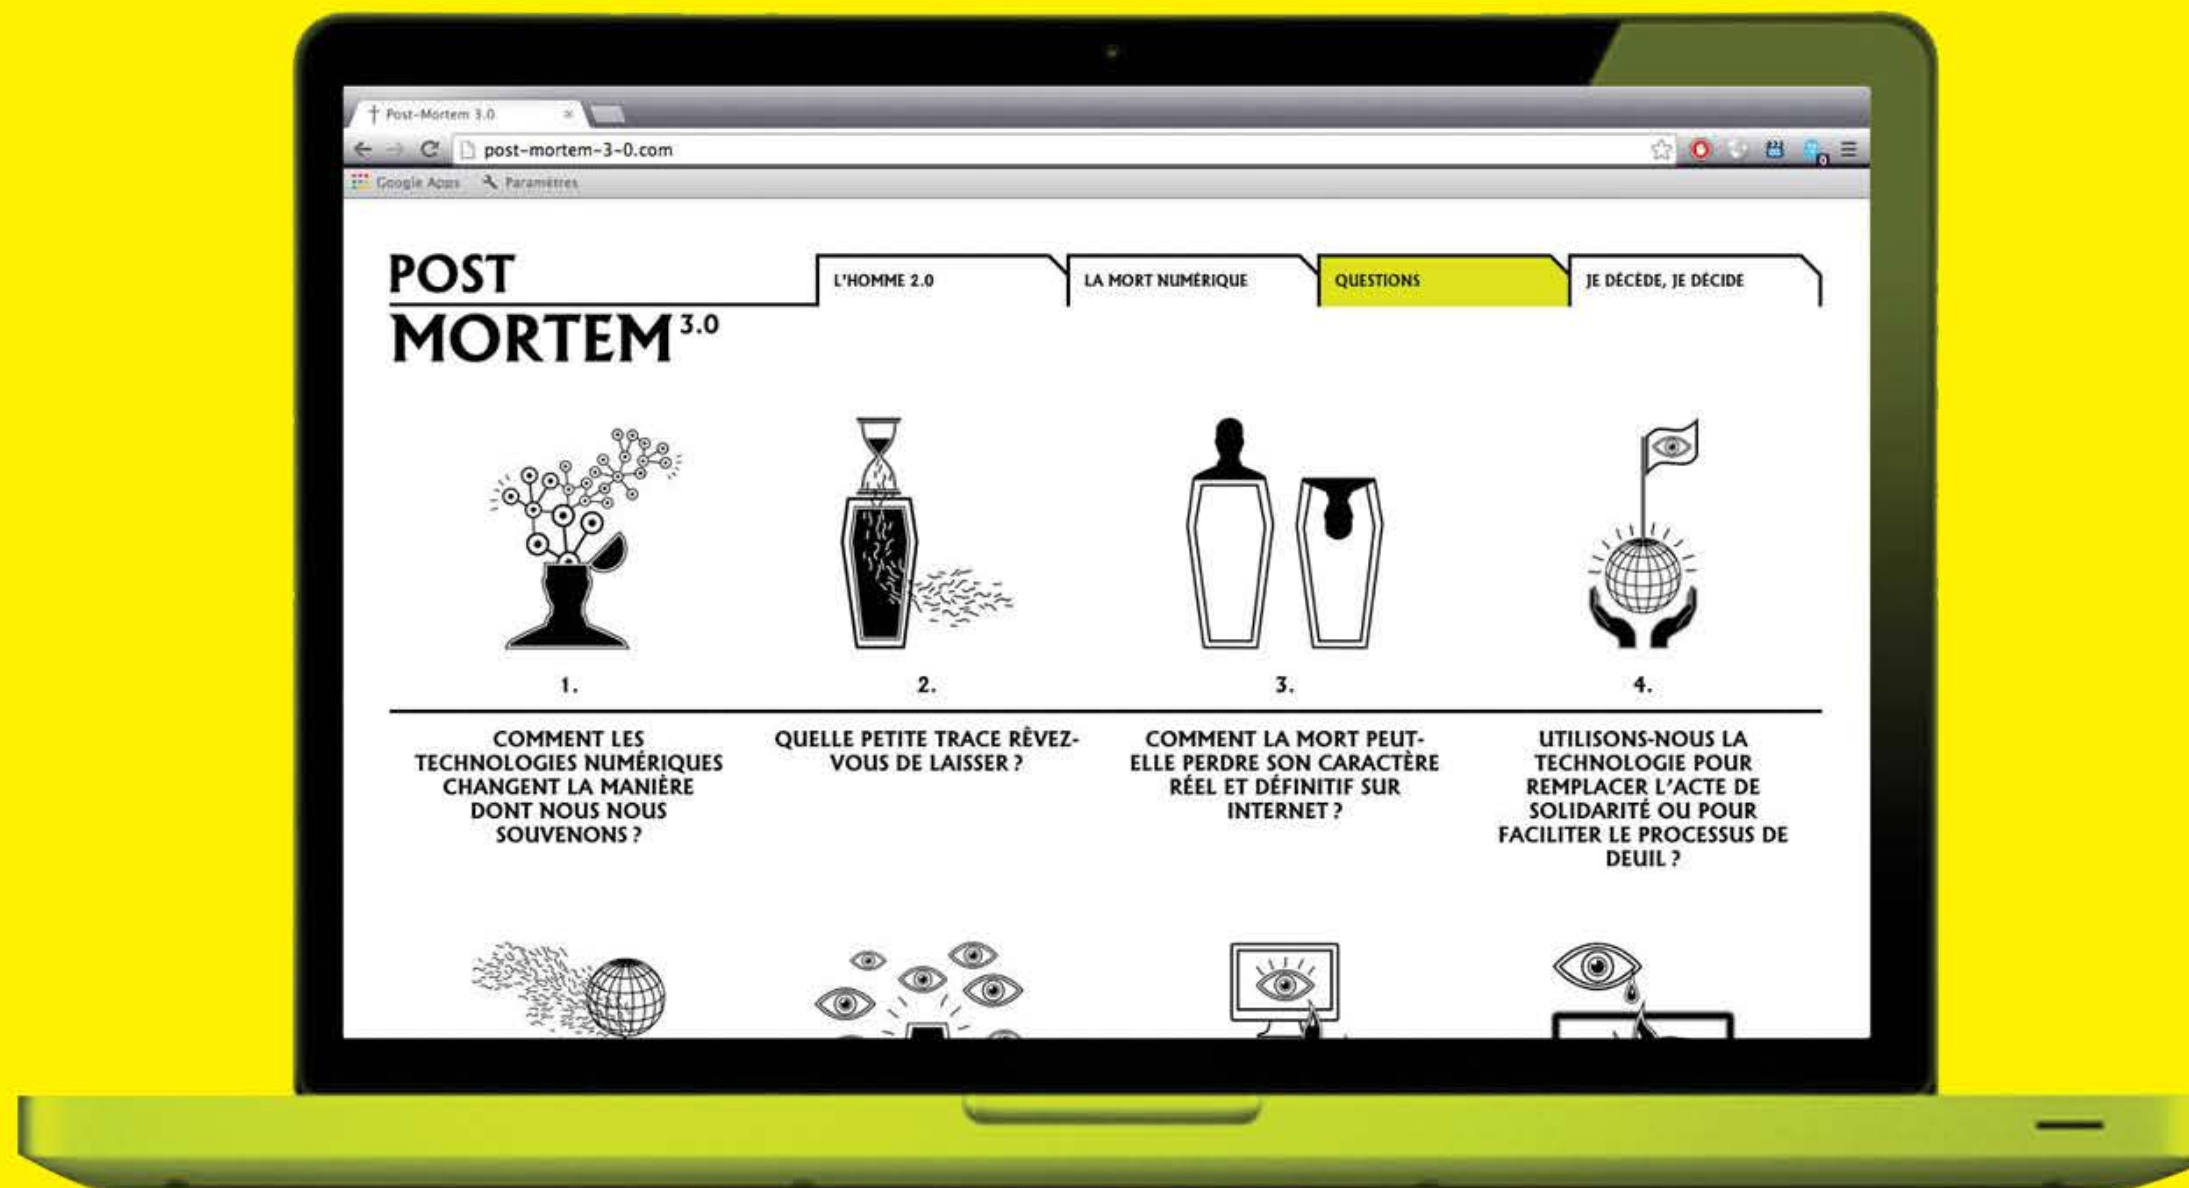 † Post-Mortem 3.0
post-mortem-3-0.com
Google Apps Paramètres
POST
MORTEM 3.0
L'HOMME 2.0
LA MORT NUMÉRIQUE
QUESTIONS
JE DÉCÈDE, JE DÉCIDE
1.
COMMENT LES
TECHNOLOGIES NUMÉRIQUES
CHANGENT LA MANIÈRE
DONT NOUS NOUS
SOUVENONS ?
2.
QUELLE PETITE TRACE RÊVEZ-
VOUS DE LAISSER ?
3.
COMMENT LA MORT PEUT-
ELLE PERDRE SON CARACTÈRE
RÉEL ET DÉFINITIF SUR
INTERNET ?
4.
UTILISONS-NOUS LA
TECHNOLOGIE POUR
REMPLACER L'ACTE DE
SOLIDARITÉ OU POUR
FACILITER LE PROCESSUS DE
DEUIL ?
0